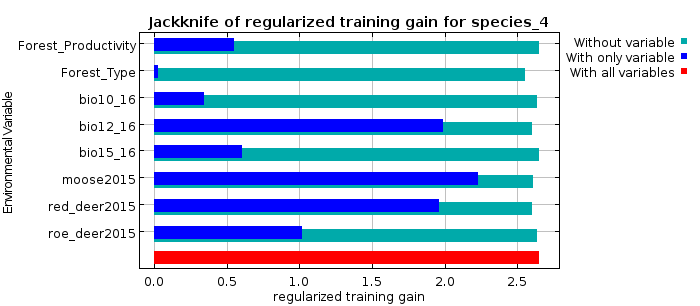 Jackknife of regularized training gain for species_4
Without variable
With only variable
With all variables
Environmental Variable
Forest_Productivity
Forest_Type
bio10_16
bio12_16
bio15_16
moose2015
red_deer2015
roe_deer2015
0.0 0.5 1.0 1.5 2.0 2.5
regularized training gain